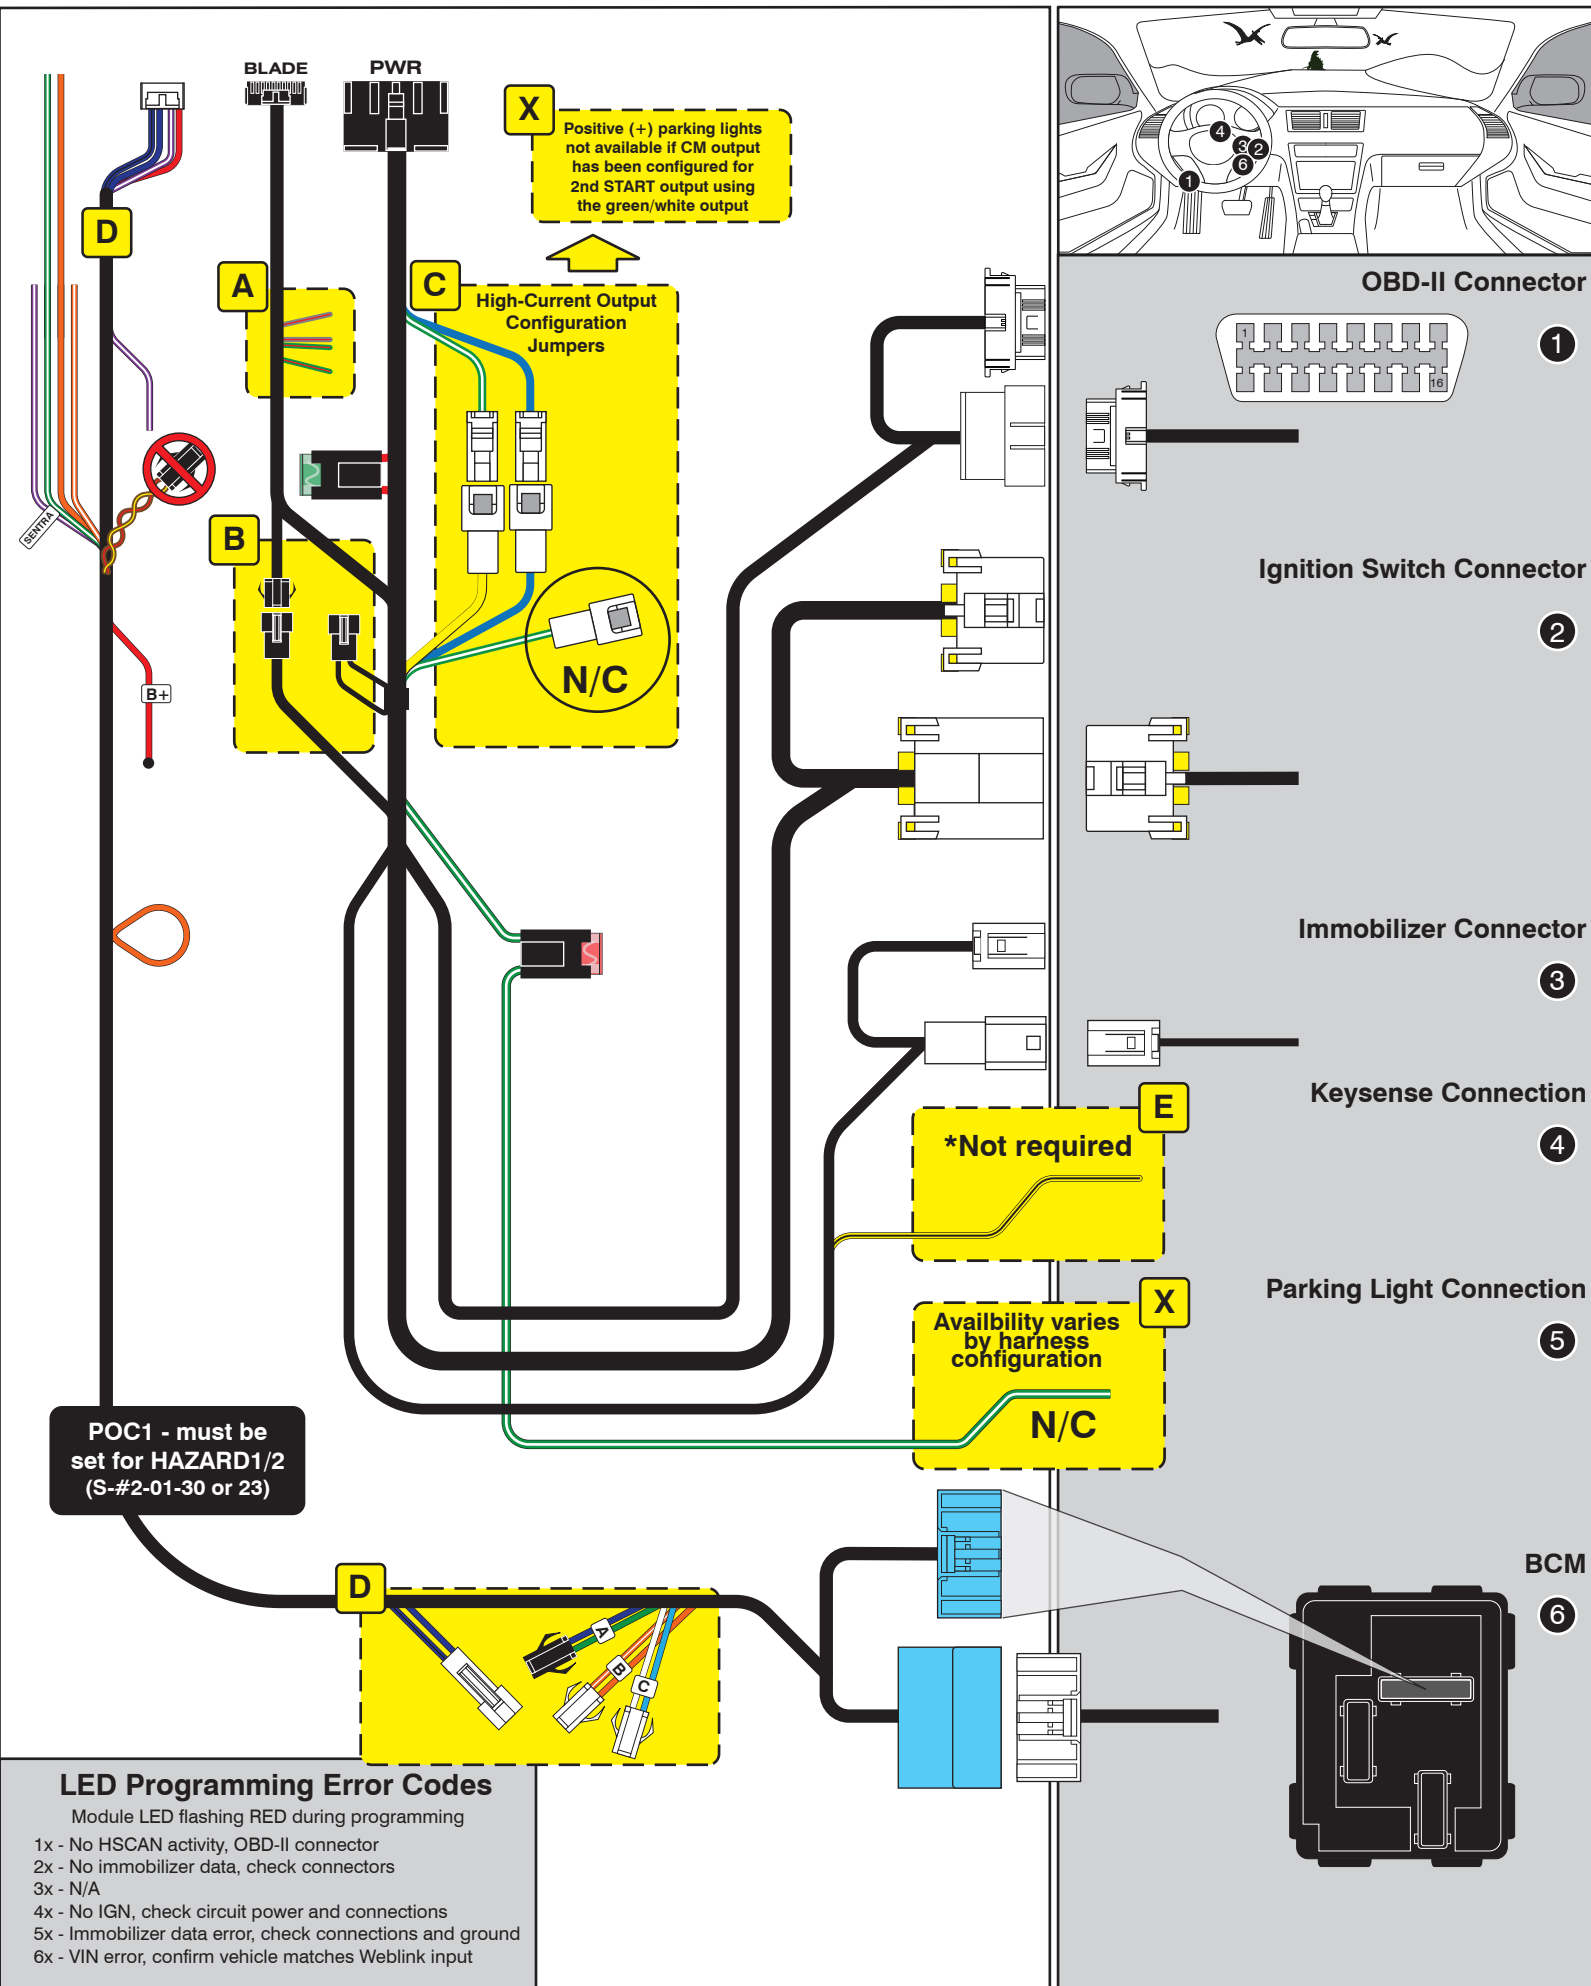 BLADE
PWR
X
Positive (+) parking lights
not available if CM output
has been configured for
2nd START output using
the green/white output
4
3
2
6
1
D
A
C
High-Current Output
Configuration
Jumpers
OBD-II Connector
1
1
16
SENTRA
B
N/C
Ignition Switch Connector
2
B+
Immobilizer Connector
3
E
*Not required
Keysense Connection
4
X
Availbility varies
by harness
configuration
N/C
Parking Light Connection
5
POC1 - must be
set for HAZARD1/2
(S-#2-01-30 or 23)
D
A
B
C
BCM
6
LED Programming Error Codes
Module LED flashing RED during programming
1x - No HSCAN activity, OBD-II connector
2x - No immobilizer data, check connectors
3x - N/A
4x - No IGN, check circuit power and connections
5x - Immobilizer data error, check connections and ground
6x - VIN error, confirm vehicle matches Weblink input